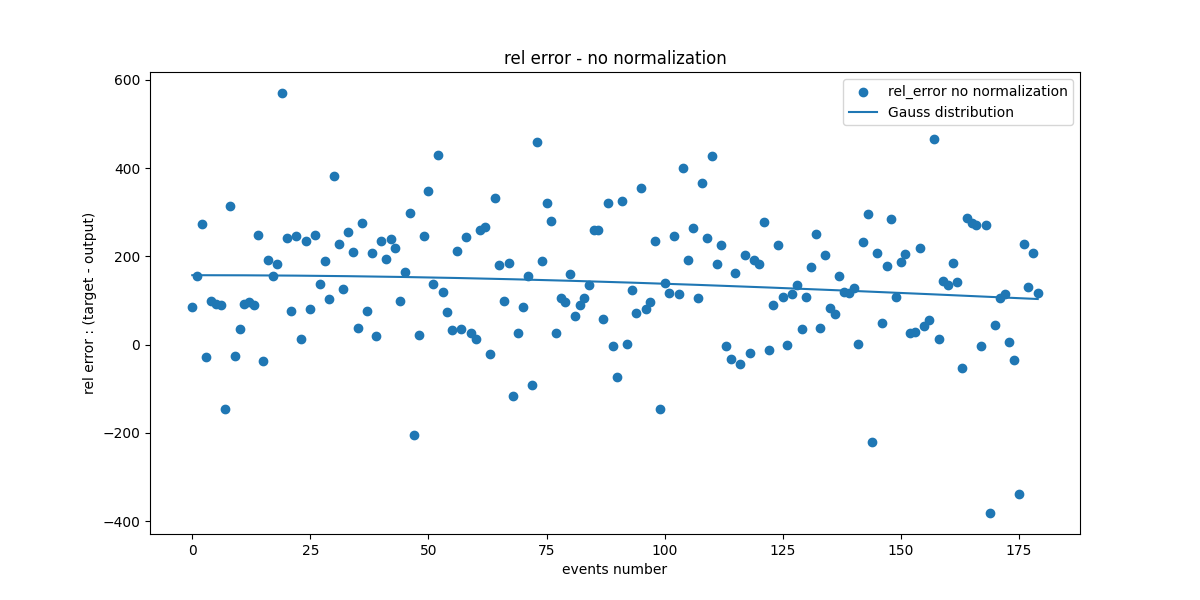 rel error - no normalization
rel_error no normalization
Gauss distribution
rel error : (target - output)
600
400
200
0
−200
−400
0
25
50
75
100
125
150
175
events number